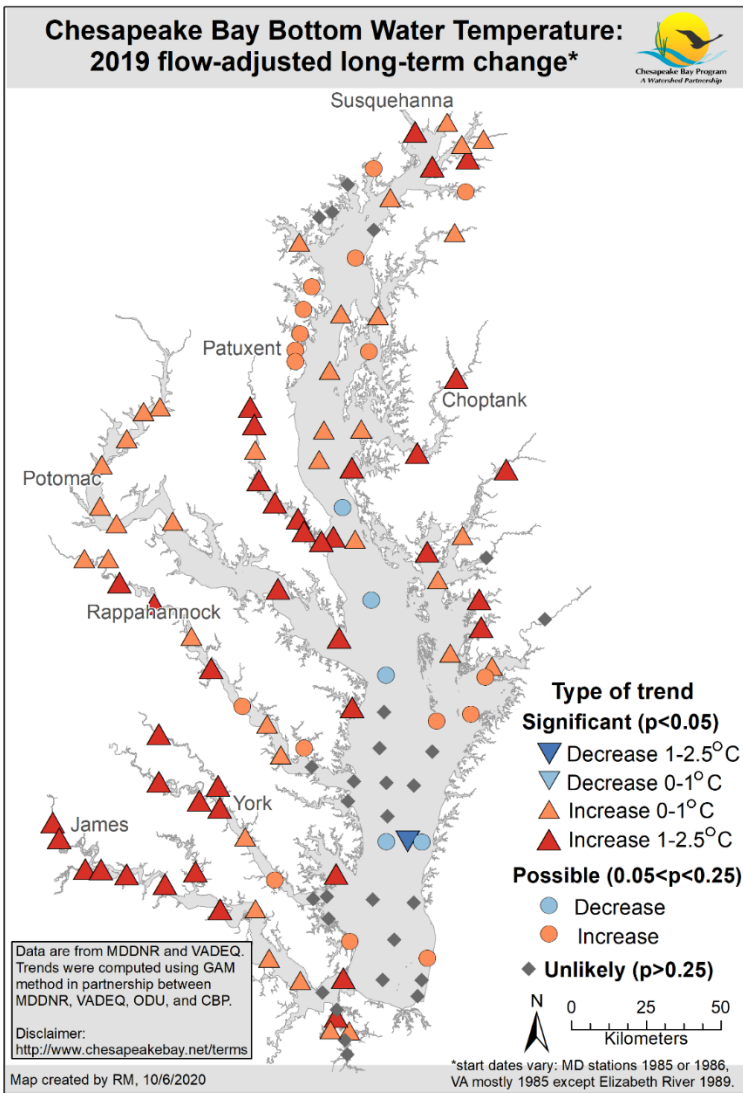 Chesapeake Bay Bottom Water Temperature:
2019 flow-adjusted long-term change*
Chesapeake Bay Program
A Watershed Partnership
Susquehanna
Patuxent
Choptank
Potomac
Rappahannock
York
James
Type of trend
Significant (p<0.05)
Decrease 1-2.5°C
Decrease 0-1°C
Increase 0-1°C
Increase 1-2.5°C
Possible (0.05<p<0.25)
Decrease
Increase
Unlikely (p>0.25)
N
0 25 50
Kilometers
Data are from MDDNR and VADEQ.
Trends were computed using GAM
method in partnership between
MDDNR, VADEQ, ODU, and CBP.
Disclaimer:
http://www.chesapeakebay.net/terms
Map created by RM, 10/6/2020
*start dates vary: MD stations 1985 or 1986,
VA mostly 1985 except Elizabeth River 1989.